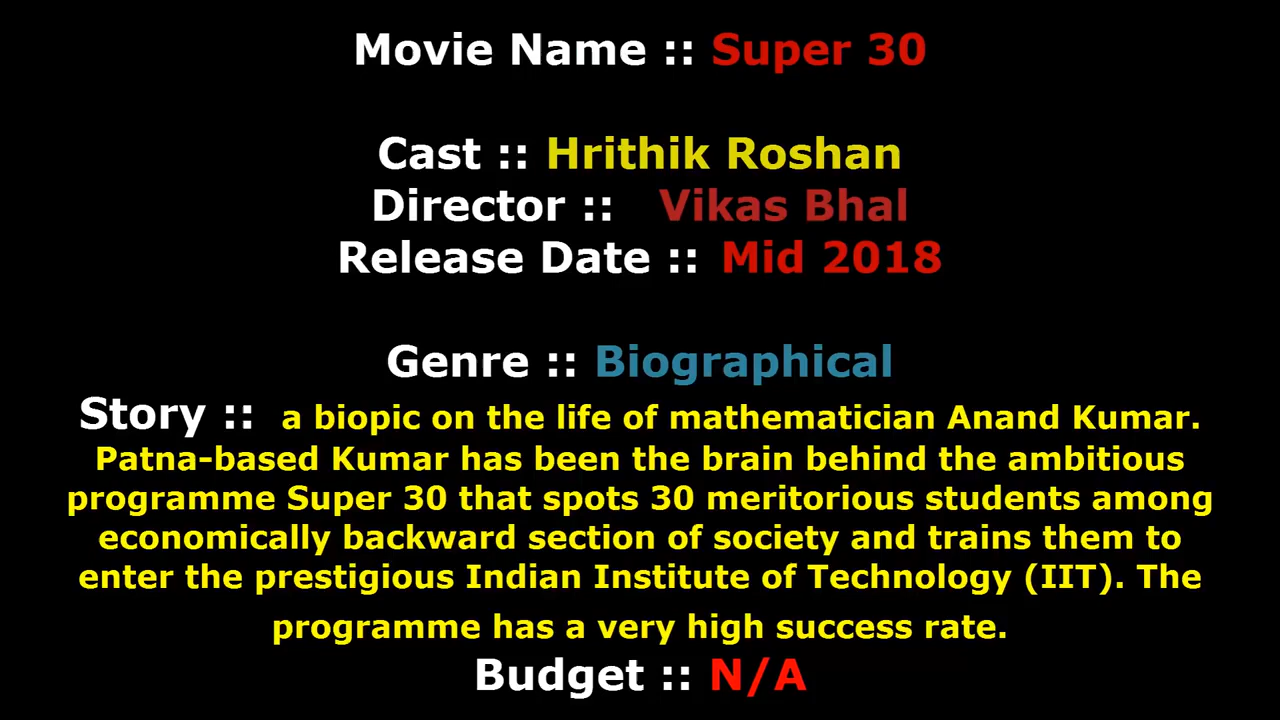 Movie Name :: Super 30
Cast :: Hrithik Roshan
Director :: Vikas Bhal
Release Date :: Mid 2018
Genre :: Biographical
Story :: a biopic on the life of mathematician Anand Kumar.
Patna-based Kumar has been the brain behind the ambitious
programme Super 30 that spots 30 meritorious students among
economically backward section of society and trains them to
enter the prestigious Indian Institute of Technology (IIT). The
programme has a very high success rate.
Budget :: N/A